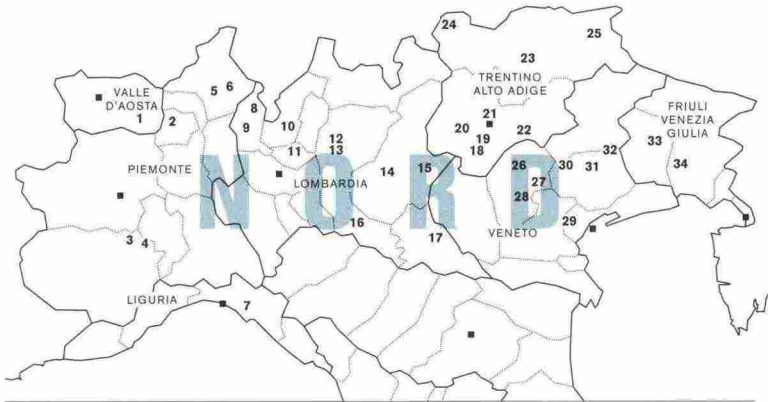 24
25
23
TRENTINO
ALTO ADIGE
5 6
VALLE
D'AOSTA
1
2
8
9
10
21
20
19
18
22
FRIULI
VENEZIA
GIULIA
33
34
12
13
11
PIEMONTE
NORD
LOMBARDIA
14
15
26
27
28
30
31
32
16
17
VENETO
29
3
4
LIGURIA
7